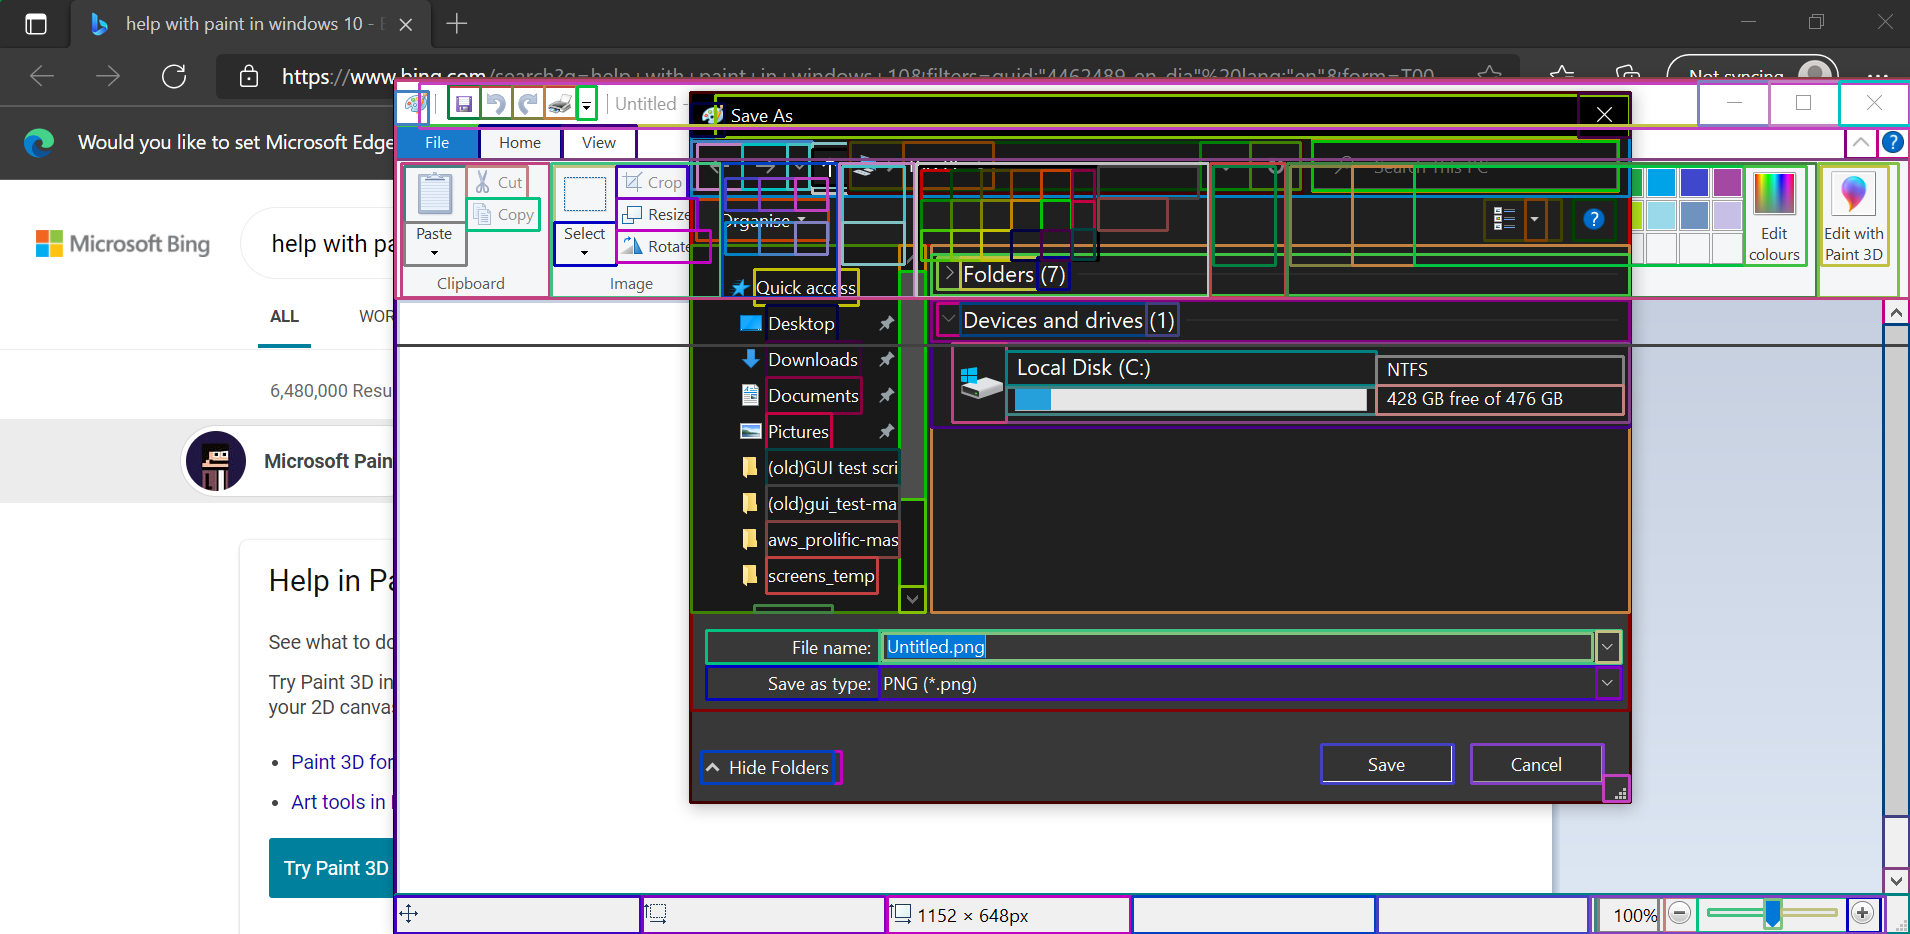 help with paint in windows 10 -
https://www.bing.com/search?q=help+with+paint+in+windows+10&filters=guid:"4462489-en-dia"%20lang:"en"&form=T00
Not syncing
Untitled -
Save As
Would you like to set Microsoft Edge
File
Home
View
Search This PC
Cut
Copy
Paste
Clipboard
Select
Crop
Resize
Rotate
Image
Organise
Edit
colours
Edit with
Paint 3D
Microsoft Bing
help with pa
ALL
WOR
6,480,000 Resu
Microsoft Pain
Help in Pa
See what to do
Try Paint 3D in
your 2D canvas
Paint 3D for
Art tools in
Try Paint 3D
Quick access
Desktop
Downloads
Documents
Pictures
(old)GUI test scri
(old)gui_test-ma
aws_prolific-mas
screens_temp
Folders (7)
Devices and drives (1)
Local Disk (C:)
NTFS
428 GB free of 476 GB
File name:
Untitled.png
Save as type:
PNG (*.png)
Hide Folders
Save
Cancel
1152 × 648px
100%